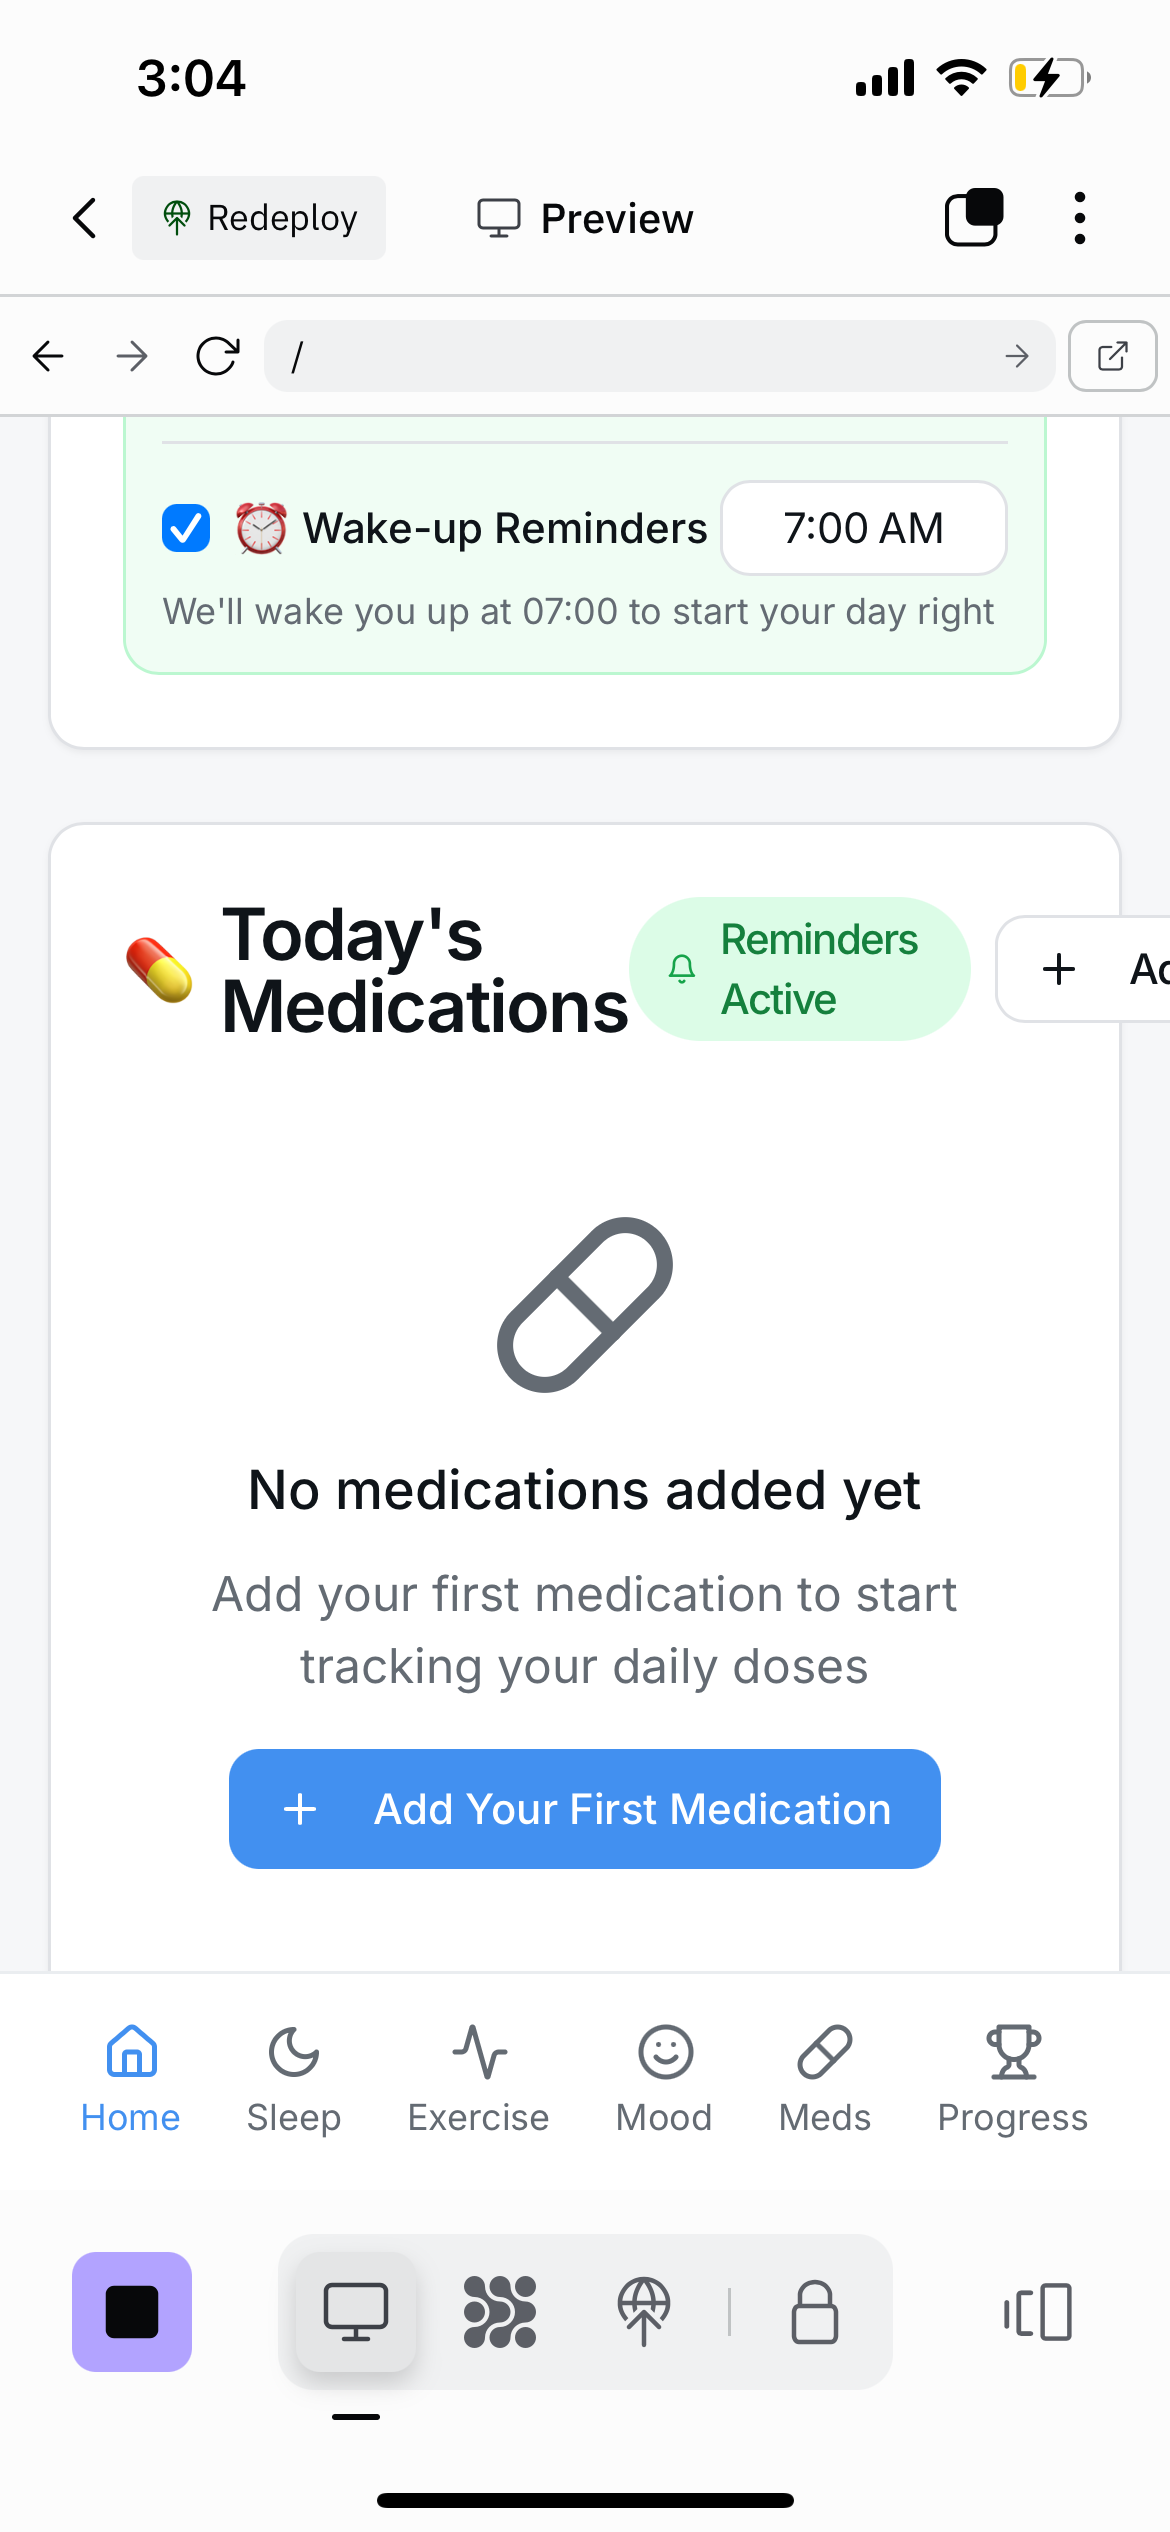 3:04
Redeploy
Preview
/
Wake-up Reminders
7:00 AM
We'll wake you up at 07:00 to start your day right
Today's
Medications
Reminders
Active
No medications added yet
Add your first medication to start
tracking your daily doses
Add Your First Medication
Home
Sleep
Exercise
Mood
Meds
Progress